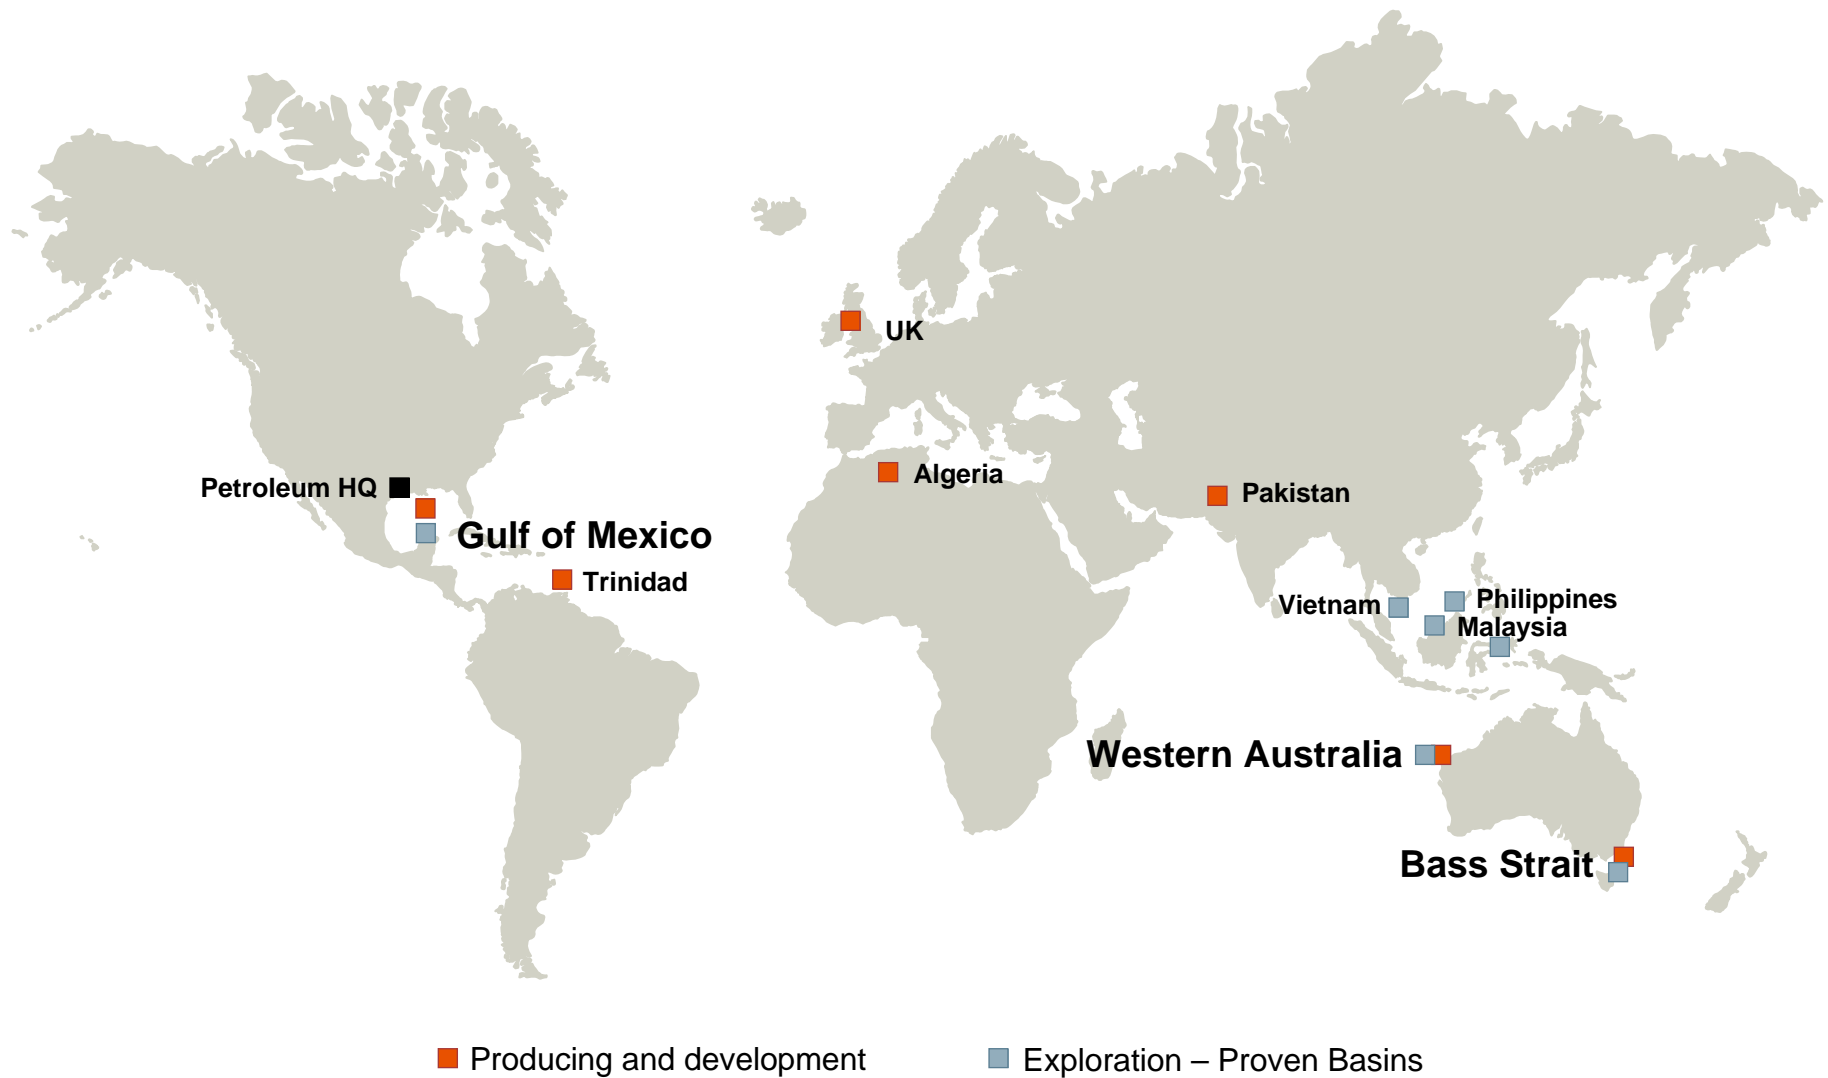 UK
Algeria
Petroleum HQ
Pakistan
Gulf of Mexico
Trinidad
Vietnam
Philippines
Malaysia
Western Australia
Bass Strait
Producing and development
Exploration – Proven Basins